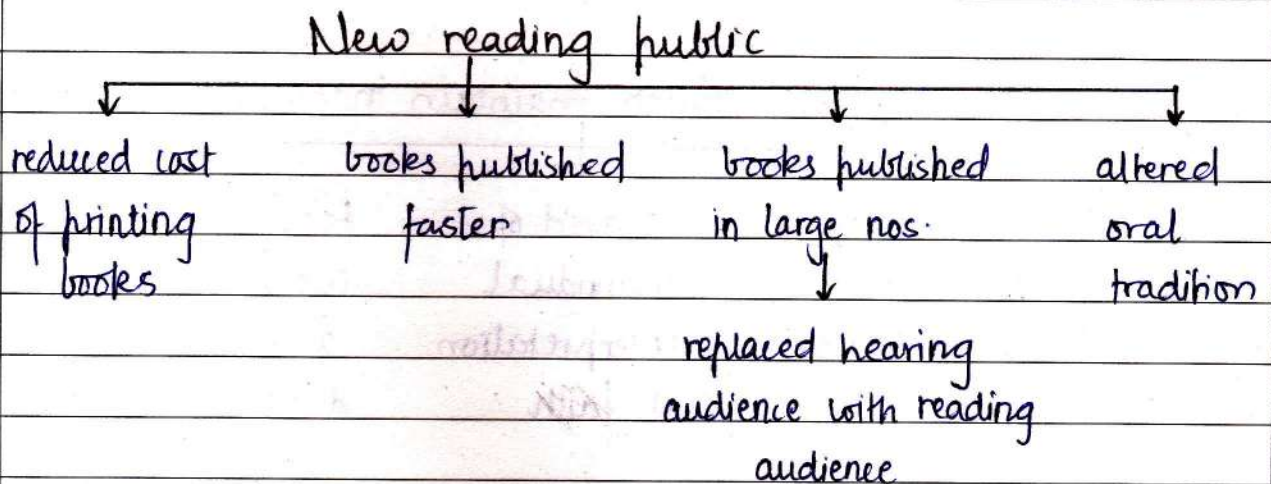 New reading public
reduced cost
of printing
books
books published
faster
books published
in large nos.
replaced hearing
audience with reading
audience
altered
oral
tradition